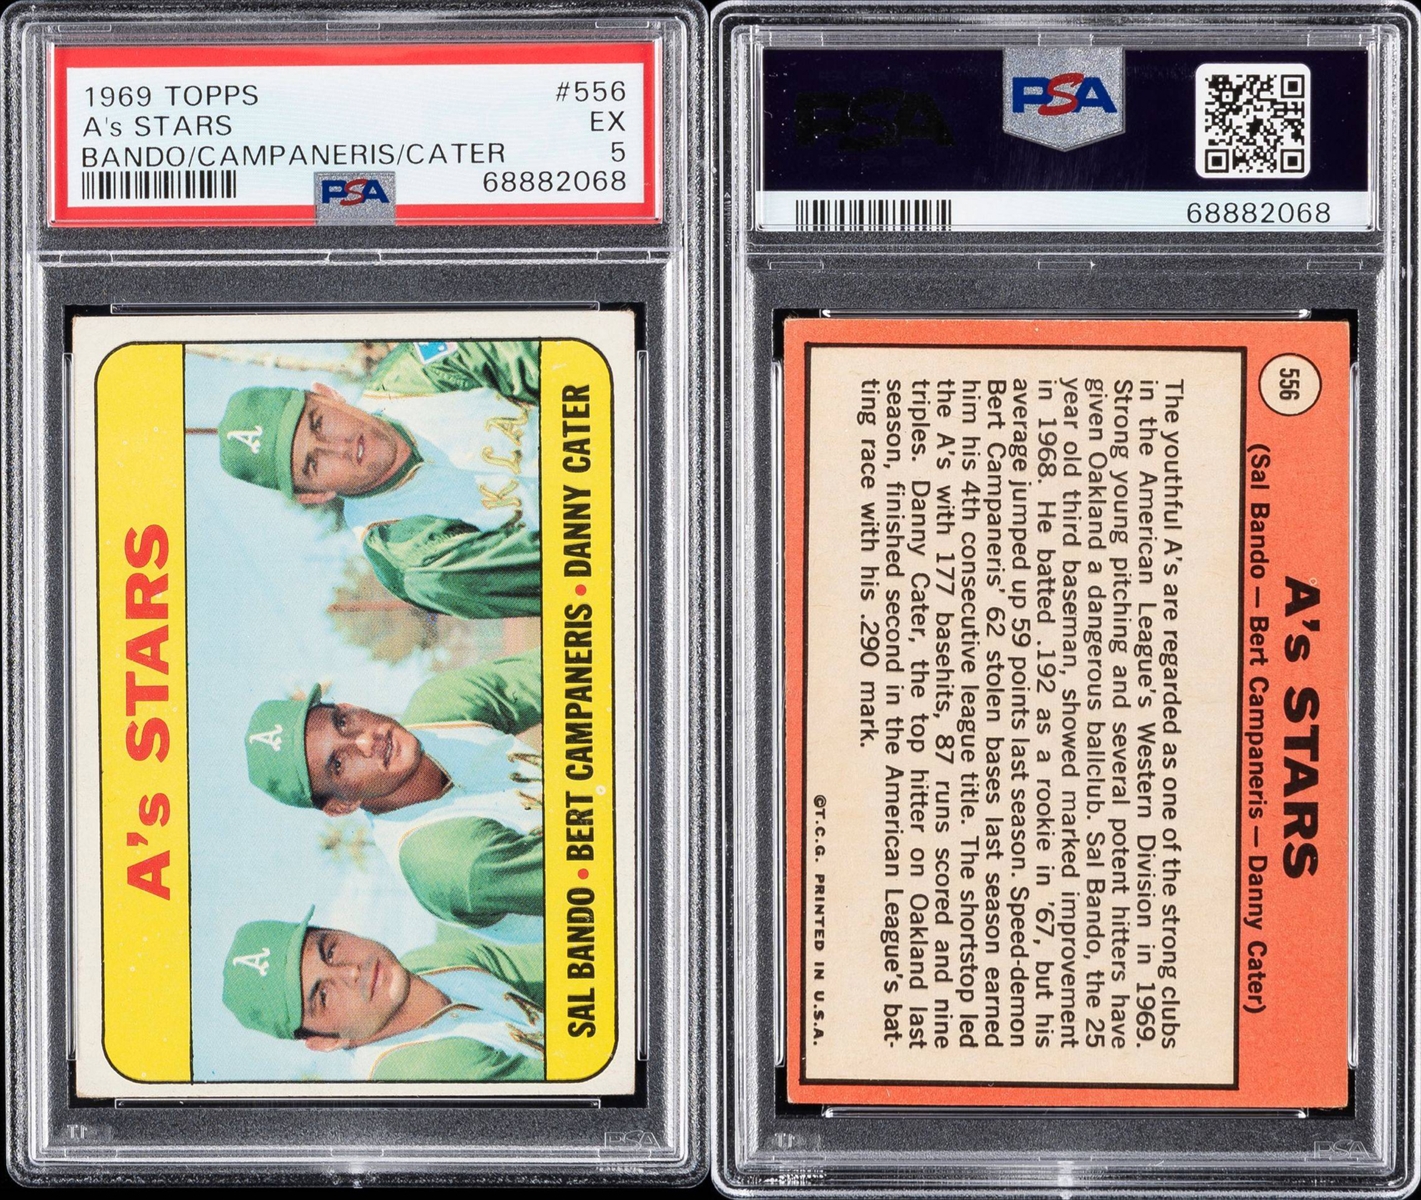 1969 TOPPS #556
A's STARS EX
BANDO/CAMPANERIS/CATER 5
PSA 68882068
A's STARS
A
A
A
K C A
SAL BANDO • BERT CAMPANERIS • DANNY CATER
PSA
PSA
PSA
68882068
556
A's STARS
(Sal Bando — Bert Campaneris — Danny Cater)
The youthful A's are regarded as one of the strong clubs
in the American League's Western Division in 1969.
Strong young pitching and several potent hitters have
given Oakland a dangerous ballclub. Sal Bando, the 25
year old third baseman, showed marked improvement
in 1968. He batted .192 as a rookie in '67, but his
average jumped up 59 points last season. Speed-demon
Bert Campaneris' 62 stolen bases last season earned
him his 4th consecutive league title. The shortstop led
the A's with 177 basehits, 87 runs scored and nine
triples. Danny Cater, the top hitter on Oakland last
season, finished second in the American League's bat-
ting race with his .290 mark.
©T.C.G. PRINTED IN U.S.A.
PSA